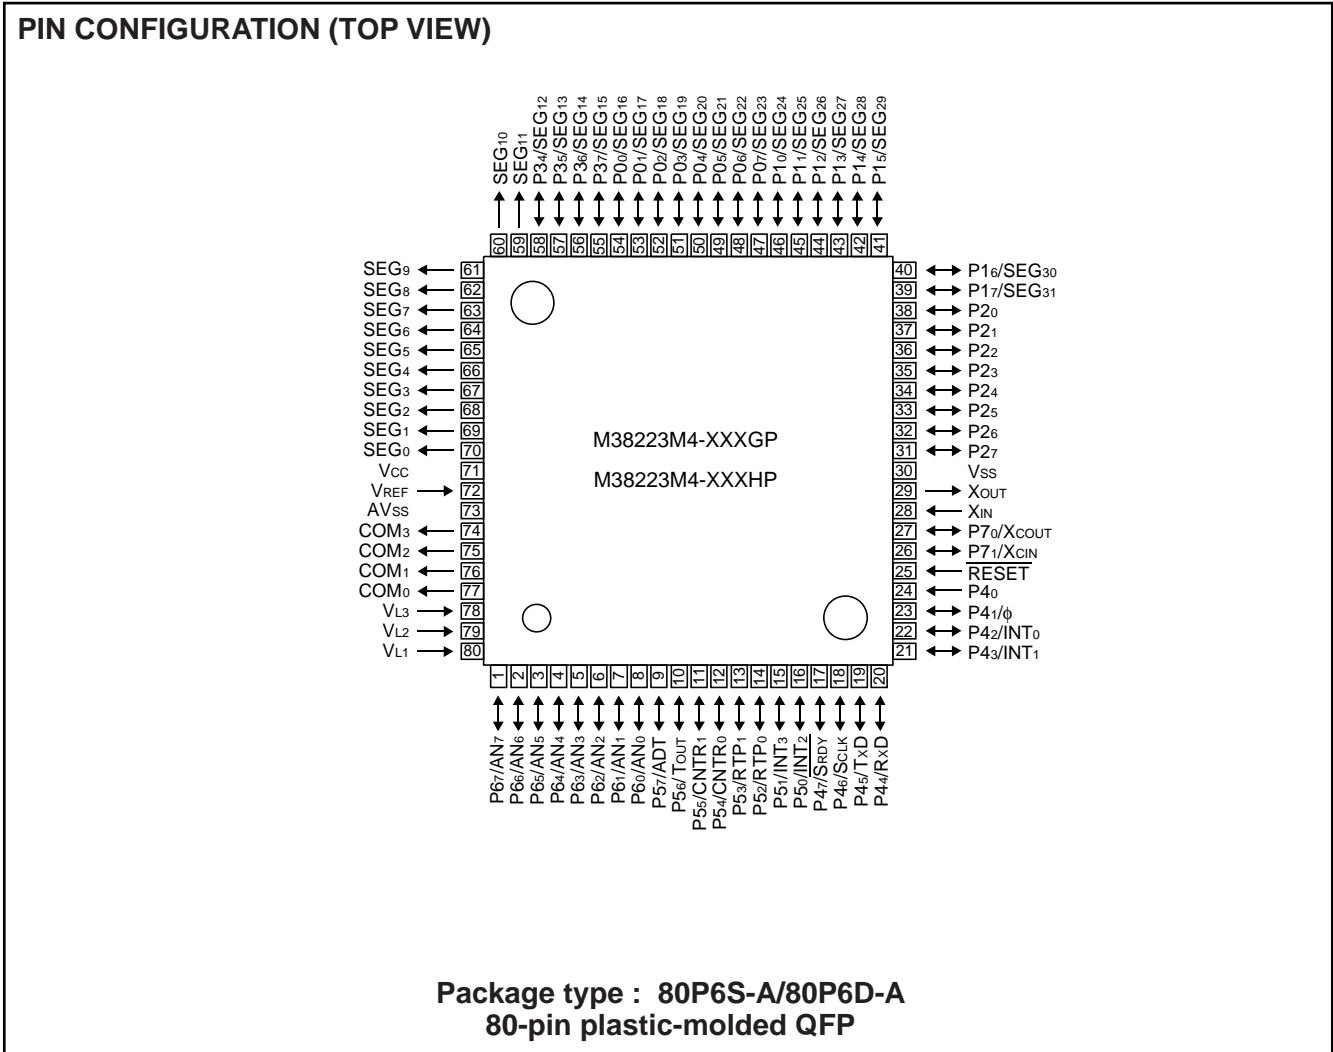 PIN CONFIGURATION (TOP VIEW)
SEG10
SEG11
P34/SEG12
P35/SEG13
P36/SEG14
P37/SEG15
P00/SEG16
P01/SEG17
P02/SEG18
P03/SEG19
P04/SEG20
P05/SEG21
P06/SEG22
P07/SEG23
P10/SEG24
P11/SEG25
P12/SEG26
P13/SEG27
P14/SEG28
P15/SEG29
60 59 58 57 56 55 54 53 52 51 50 49 48 47 46 45 44 43 42 41
SEG9 61
SEG8 62
SEG7 63
SEG6 64
SEG5 65
SEG4 66
SEG3 67
SEG2 68
SEG1 69
SEG0 70
VCC 71
VREF 72
AVSS 73
COM3 74
COM2 75
COM1 76
COM0 77
VL3 78
VL2 79
VL1 80
M38223M4-XXXGP
M38223M4-XXXHP
40 P16/SEG30
39 P17/SEG31
38 P20
37 P21
36 P22
35 P23
34 P24
33 P25
32 P26
31 P27
30 VSS
29 XOUT
28 XIN
27 P70/XCOUT
26 P71/XCIN
25 RESET
24 P40
23 P41/ϕ
22 P42/INT0
21 P43/INT1
1 2 3 4 5 6 7 8 9 10 11 12 13 14 15 16 17 18 19 20
P67/AN7
P66/AN6
P65/AN5
P64/AN4
P63/AN3
P62/AN2
P61/AN1
P60/AN0
P57/ADT
P56/TOUT
P55/CNTR1
P54/CNTR0
P53/RTP1
P52/RTP0
P51/INT3
P50/INT2
P47/SRDY
P46/SCLK
P45/TXD
P44/RXD
Package type : 80P6S-A/80P6D-A
80-pin plastic-molded QFP